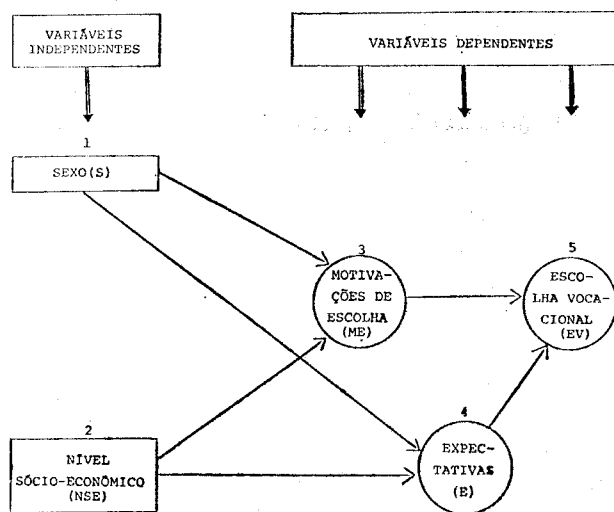 VARIÁVEIS
INDEPENDENTES
VARIÁVEIS DEPENDENTES
1
SEXO(S)
3
MOTIVA-
ÇÕES DE
ESCOLHA
(ME)
5
ESCO-
LHA VOCA-
CIONAL
(EV)
2
NÍVEL
SÓCIO-ECONÔMICO
(NSE)
4
EXPEC-
TATIVAS
(E)